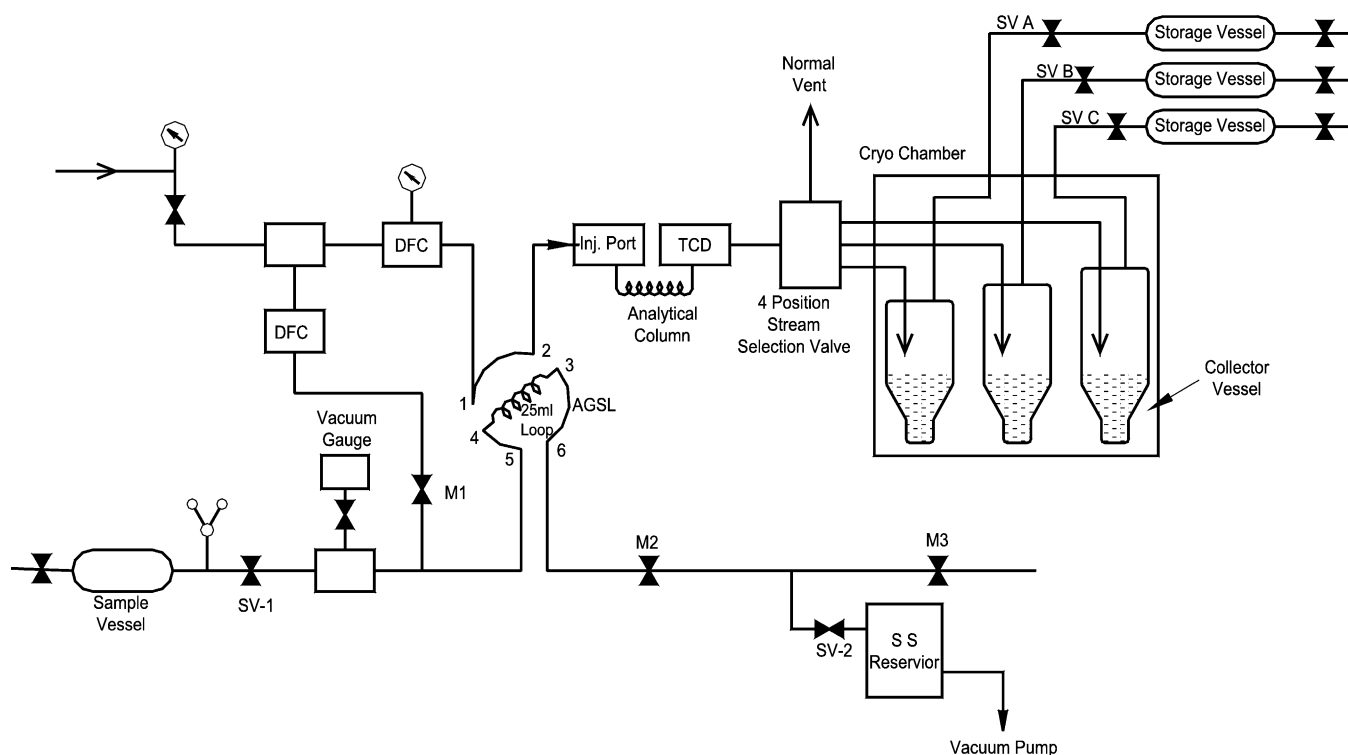 SV A
Storage Vessel
Normal
Vent
SV B
Storage Vessel
SV C
Storage Vessel
Cryo Chamber
DFC
Inj. Port
TCD
Analytical
Column
4 Position
Stream
Selection Valve
DFC
2
3
1
25ml
Loop
AGSL
4
5
6
Collector
Vessel
Vacuum
Gauge
M1
M2
M3
Sample
Vessel
SV-1
SV-2
S S
Reservior
Vacuum Pump